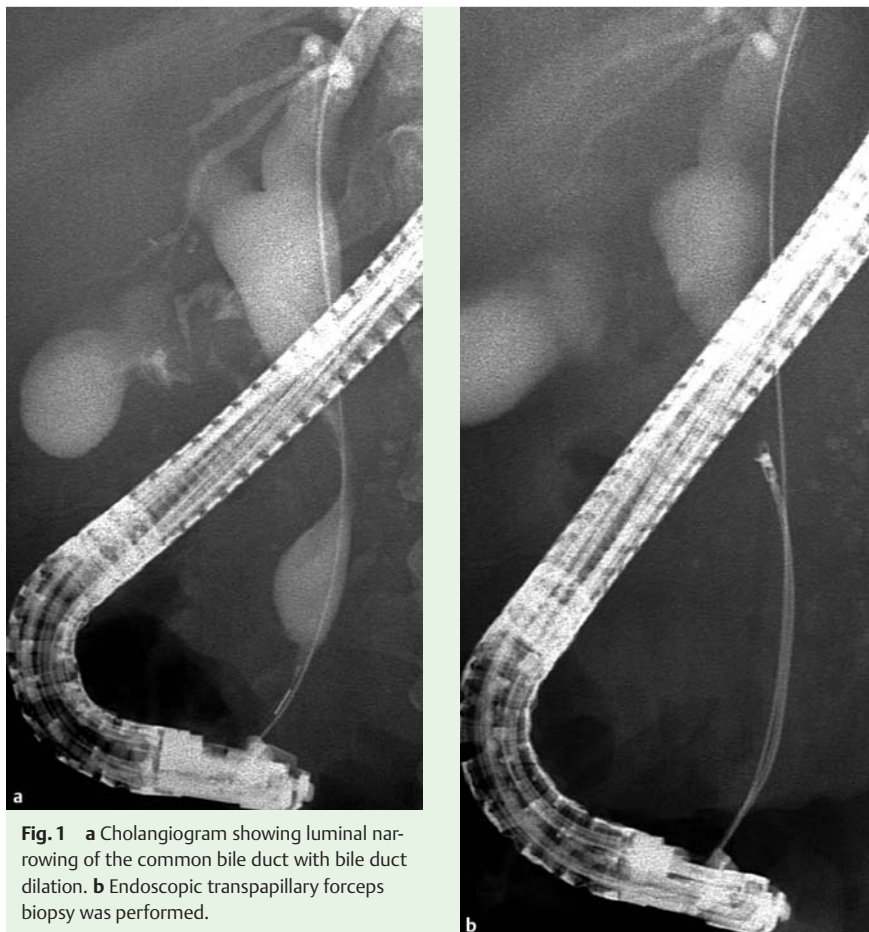 a
b
Fig. 1 a Cholangiogram showing luminal nar-
rowing of the common bile duct with bile duct
dilation. b Endoscopic transpapillary forceps
biopsy was performed.